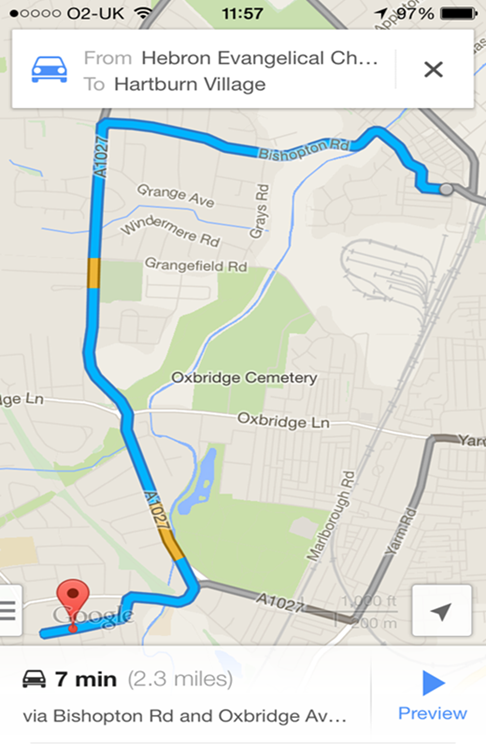 O2-UK 11:57 97%
From Hebron Evangelical Ch...
To Hartburn Village
A1027
Bishopton Rd
Grange Ave
Grays Rd
Windermere Rd
Grangefield Rd
Oxbridge Cemetery
dge Ln
Oxbridge Ln
Yar
Marlborough Rd
Yarm Rd
A1027
A1027
1,000 ft
200 m
Google
7 min (2.3 miles)
via Bishopton Rd and Oxbridge Av...
Preview